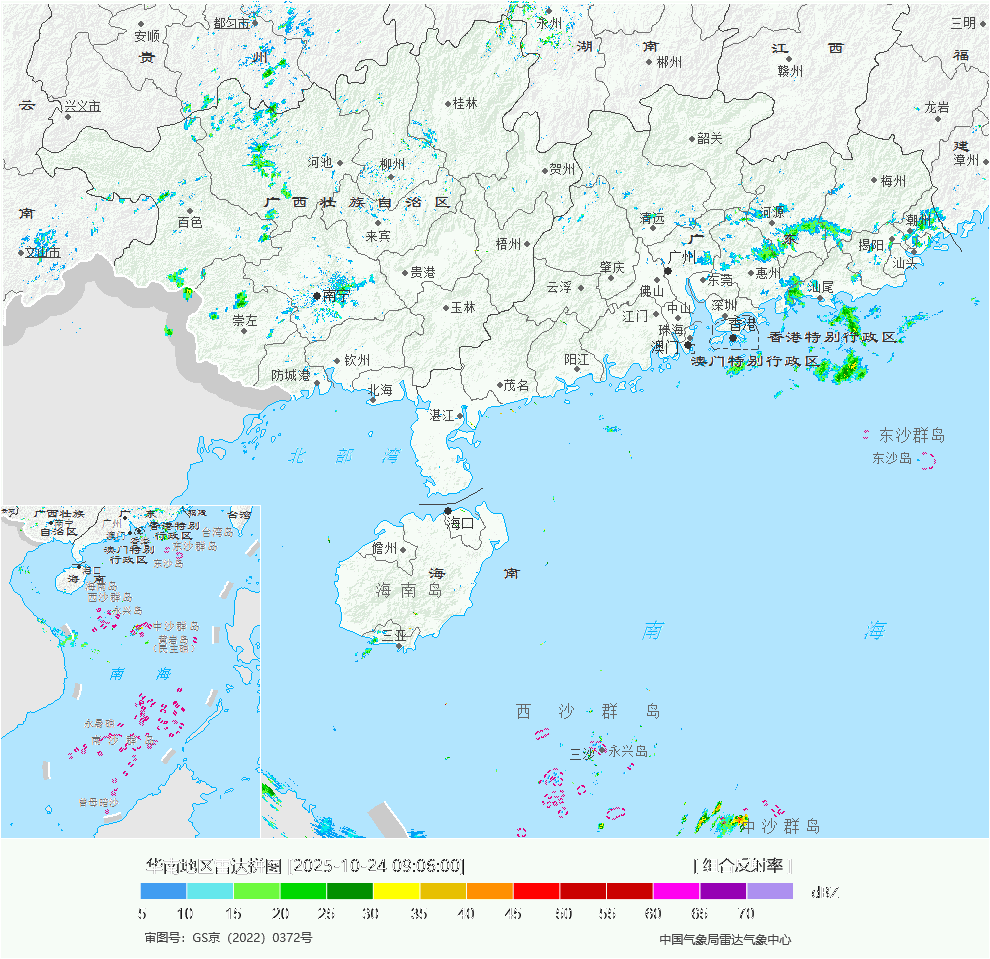 都匀市
永州
三明
安顺
湖 南
江 西
贵 州
福
郴州
赣州
云
兴义市
桂林
龙岩
韶关
建
河池
柳州
贺州
漳州
梅州
广 西 壮 族 自 治 区
南
百色
清远
河源
潮州
来宾
梧州
广 东
揭阳
文山市
广州
汕头
贵港
肇庆
惠州
东莞
南宁
云浮
佛山
汕尾
崇左
玉林
江门
中山
深圳
珠海
香港
香港特别行政区
澳门
澳门特别行政区
钦州
阳江
防城港
茂名
北海
湛江
东沙群岛
北 部 湾
东沙岛
海口
儋州
海 南
海 南 岛
三亚
南 海
西 沙 群 岛
三沙
永兴岛
中沙群岛
广西壮族
自治区
南宁
广 东
广州
福建
台湾
香港特别
行政区
台湾岛
澳门特别
行政区
东沙群岛
东沙岛
海口
海 南
海南岛
西沙群岛
永兴岛
中沙群岛
黄岩岛
南 海
永暑礁
南 沙 群 岛
曾母暗沙
华南地区雷达拼图 [2025-10-24 09:06:00]
[ 组合反射率 ]
dBZ
5 10 15 20 25 30 35 40 45 50 55 60 65 70
审图号：GS京（2022）0372号
中国气象局雷达气象中心